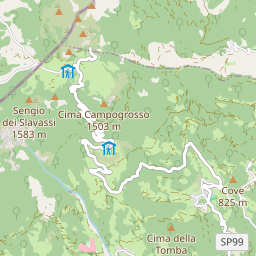 Sengio
dei Slavassi
1583 m
Cima Campogrosso
1503 m
Cove
825 m
Cima della
Tomba
SP99